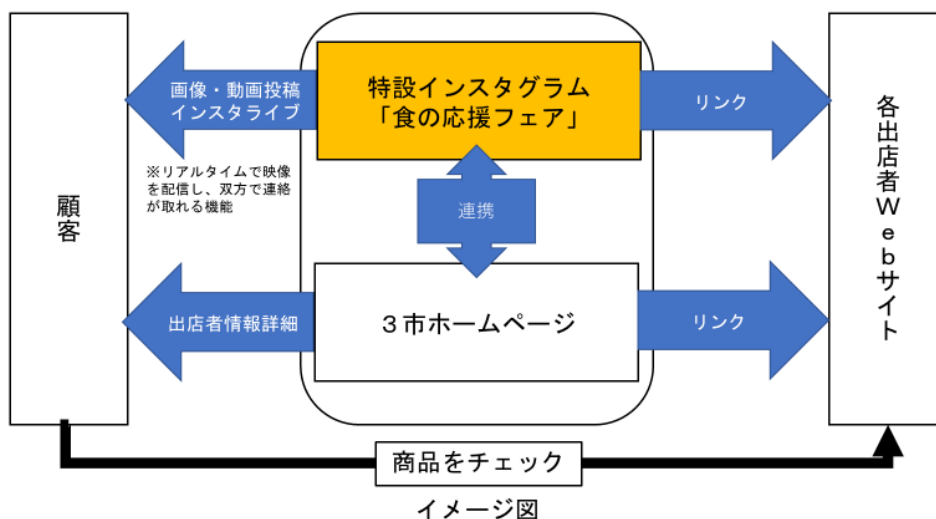 画像・動画投稿
インスタライブ
特設インスタグラム
「食の応援フェア」
リンク
※リアルタイムで映像
を配信し、双方で連絡
が取れる機能
連携
顧客
各出店者Ｗｅｂサイト
出店者情報詳細
３市ホームページ
リンク
商品をチェック
イメージ図